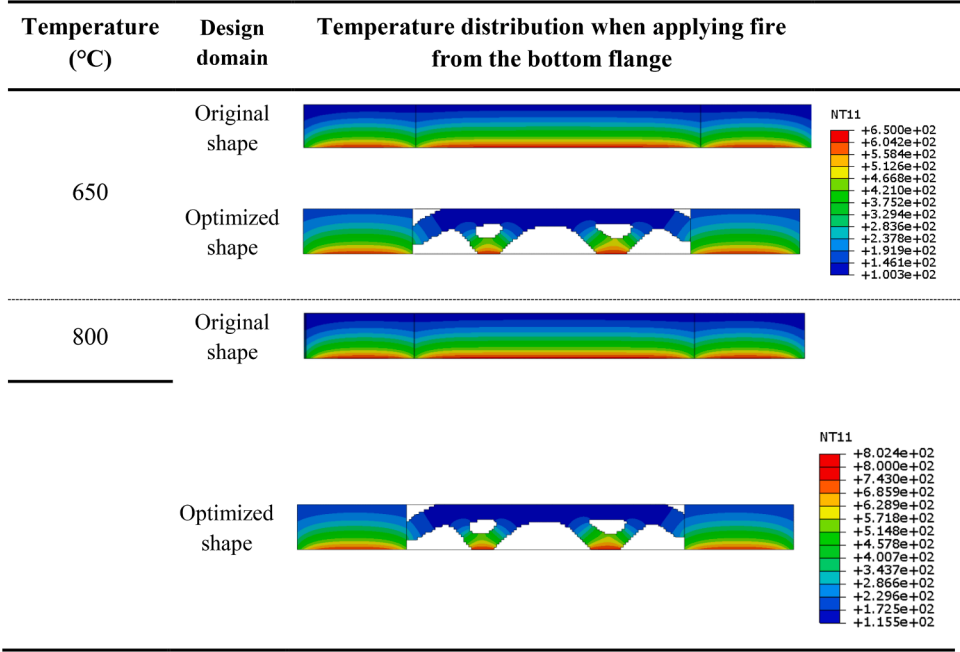 Temperature
(°C)
Design
domain
Temperature distribution when applying fire
from the bottom flange
650
Original
shape
NT11
+6.500e+02
+6.042e+02
+5.584e+02
+5.126e+02
+4.668e+02
+4.210e+02
+3.752e+02
+3.294e+02
+2.836e+02
+2.378e+02
+1.919e+02
+1.461e+02
+1.003e+02
Optimized
shape
800
Original
shape
Optimized
shape
NT11
+8.024e+02
+8.000e+02
+7.430e+02
+6.859e+02
+6.289e+02
+5.718e+02
+5.148e+02
+4.578e+02
+4.007e+02
+3.437e+02
+2.866e+02
+2.296e+02
+1.725e+02
+1.155e+02